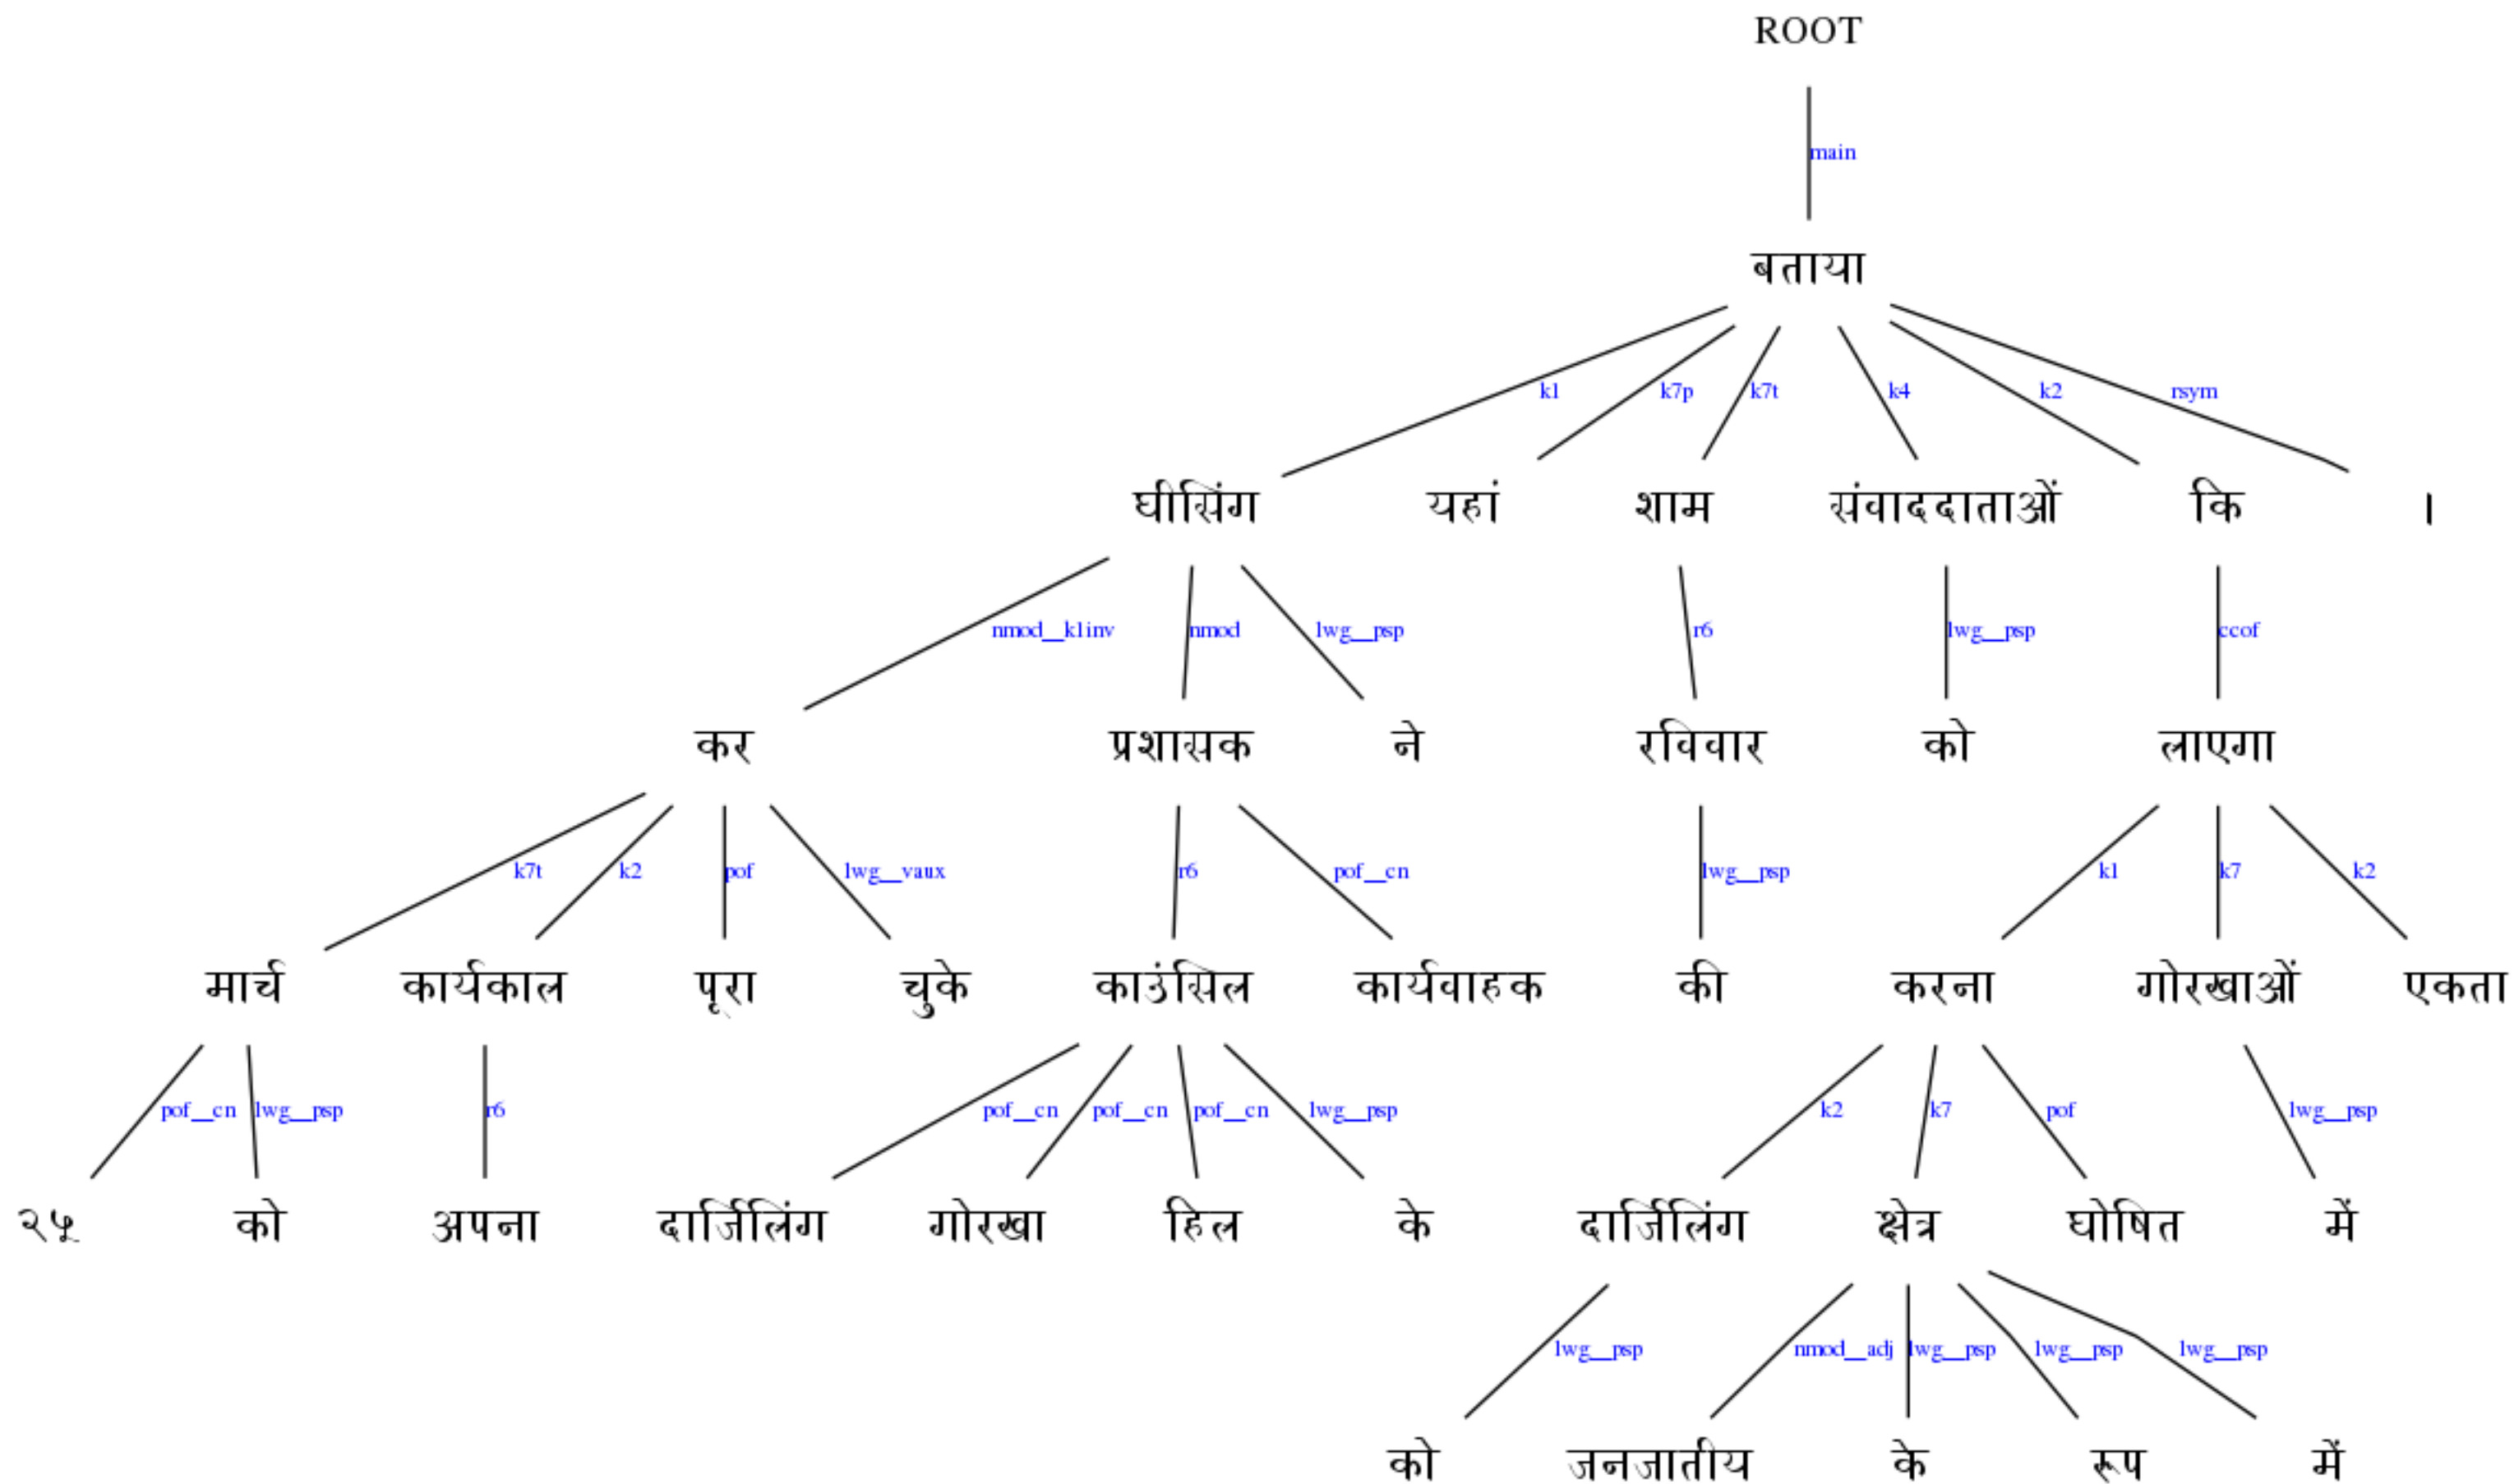 ROOT
main
बताया
k1 k7p k7t k4 k2 rsym
घीसिंग यहां शाम संवाददाताओं कि ।
nmod__k1inv nmod lwg__psp r6 lwg__psp ccof
कर प्रशासक ने रविवार को लाएगा
k7t k2 pof lwg__vaux r6 pof__cn lwg__psp k1 k7 k2
मार्च कार्यकाल पूरा चुके काउंसिल कार्यवाहक की करना गोरखाओं एकता
pof__cn lwg__psp r6 pof__cn pof__cn pof__cn lwg__psp k2 k7 pof lwg__psp
२५ को अपना दार्जिलिंग गोरखा हिल के दार्जिलिंग क्षेत्र घोषित में
lwg__psp nmod__adj lwg__psp lwg__psp lwg__psp
को जनजातीय के रूप में